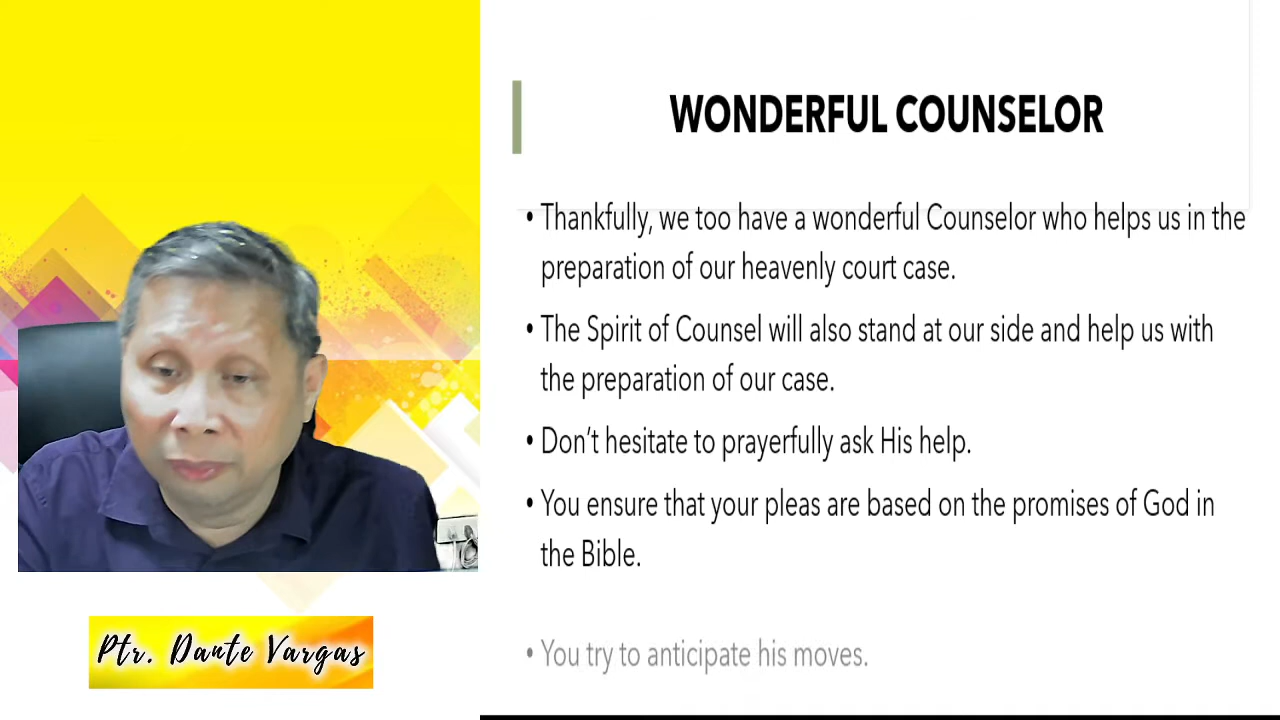 WONDERFUL COUNSELOR
• Thankfully, we too have a wonderful Counselor who helps us in the
preparation of our heavenly court case.
• The Spirit of Counsel will also stand at our side and help us with
the preparation of our case.
• Don’t hesitate to prayerfully ask His help.
• You ensure that your pleas are based on the promises of God in
the Bible.
• You try to anticipate his moves.
Ptr. Dante Vargas